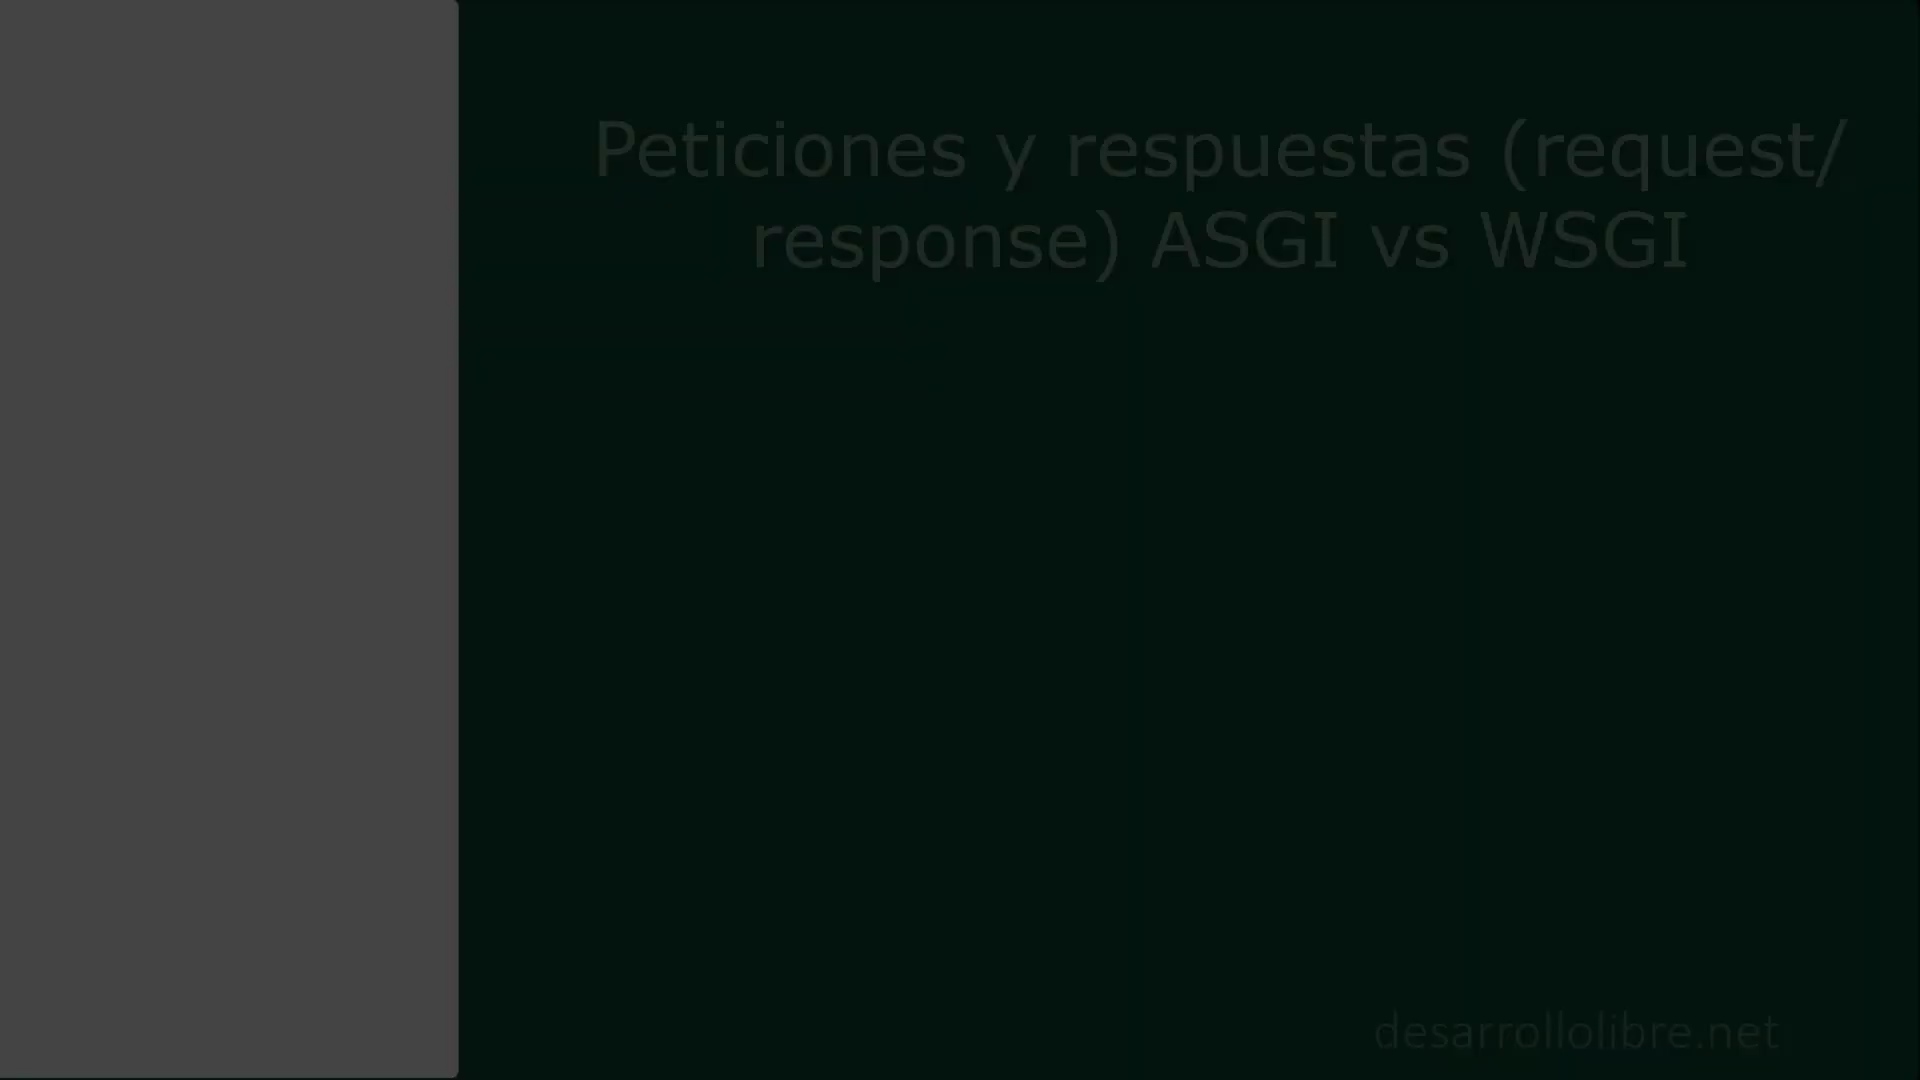 Peticiones y respuestas (request/
response) ASGI vs WSGI
desarrollolibre.net